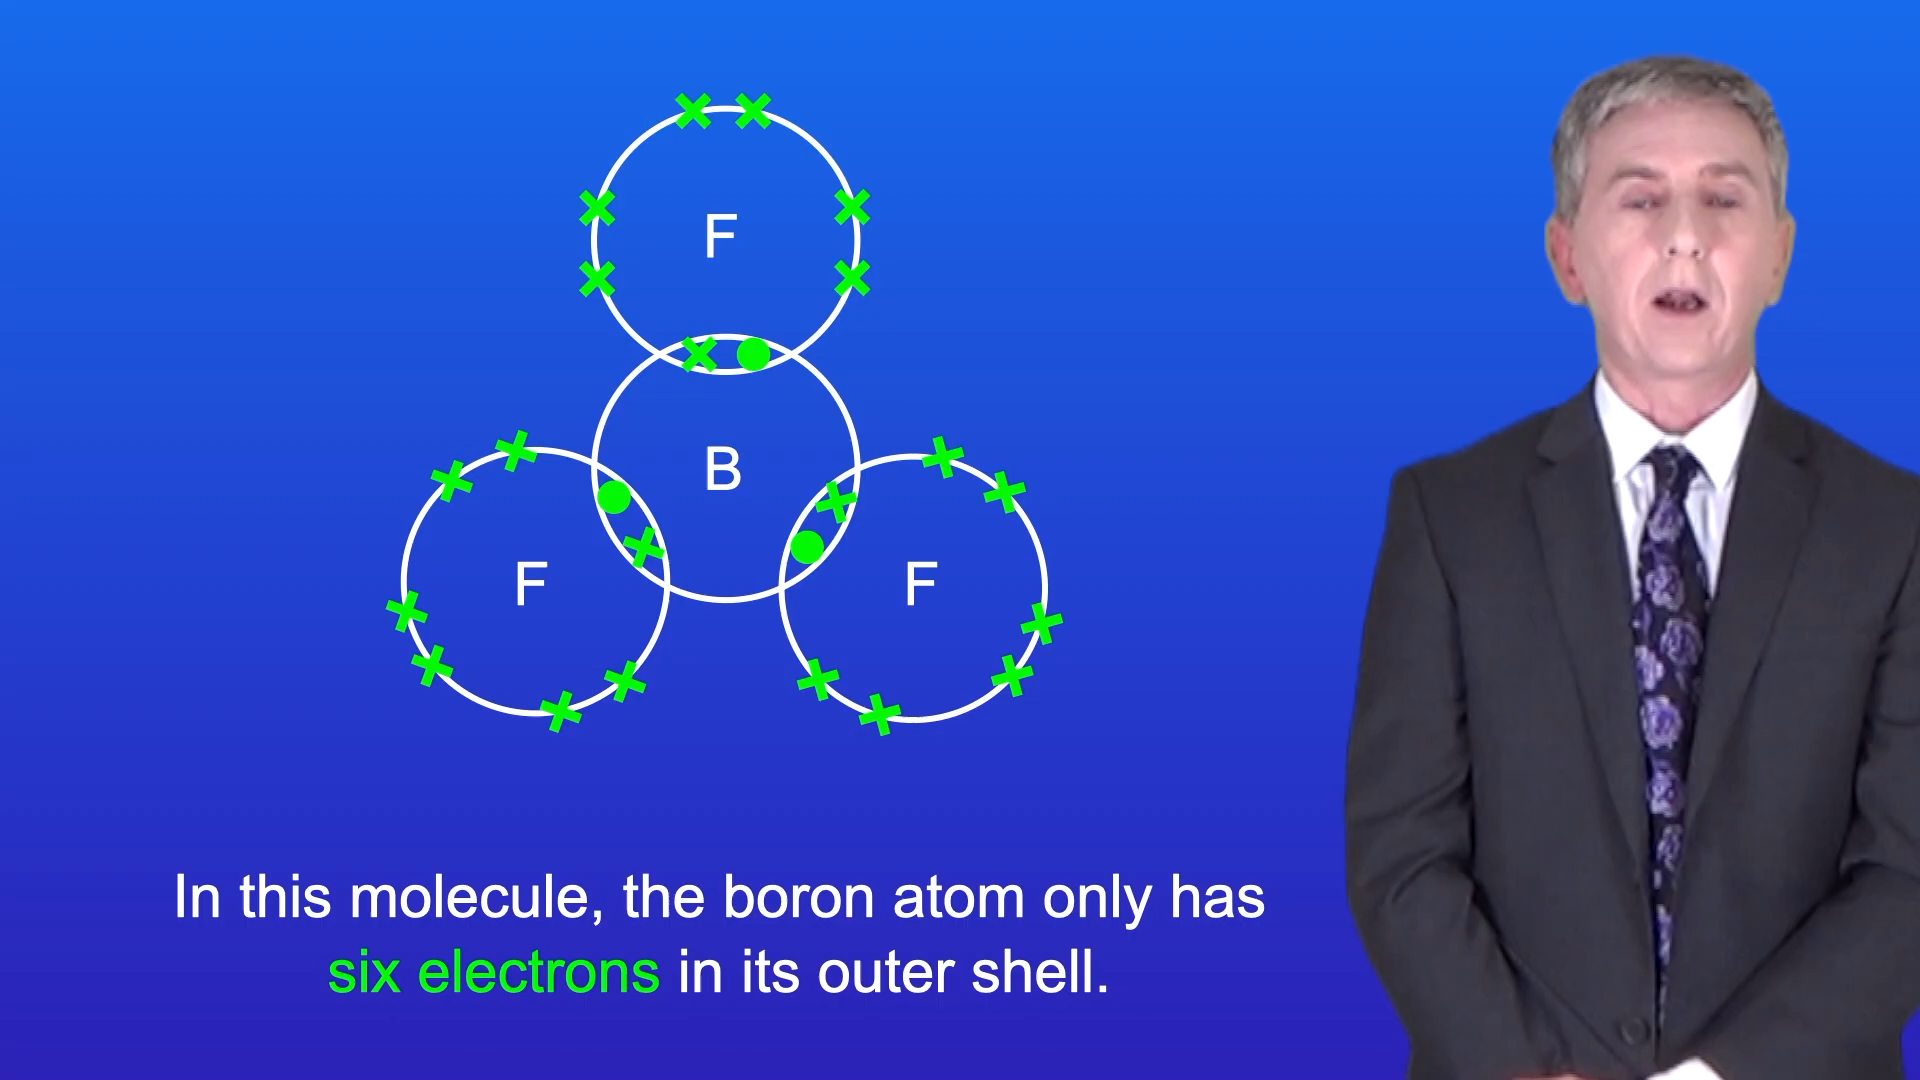 F
B
F
F
In this molecule, the boron atom only has
six electrons in its outer shell.